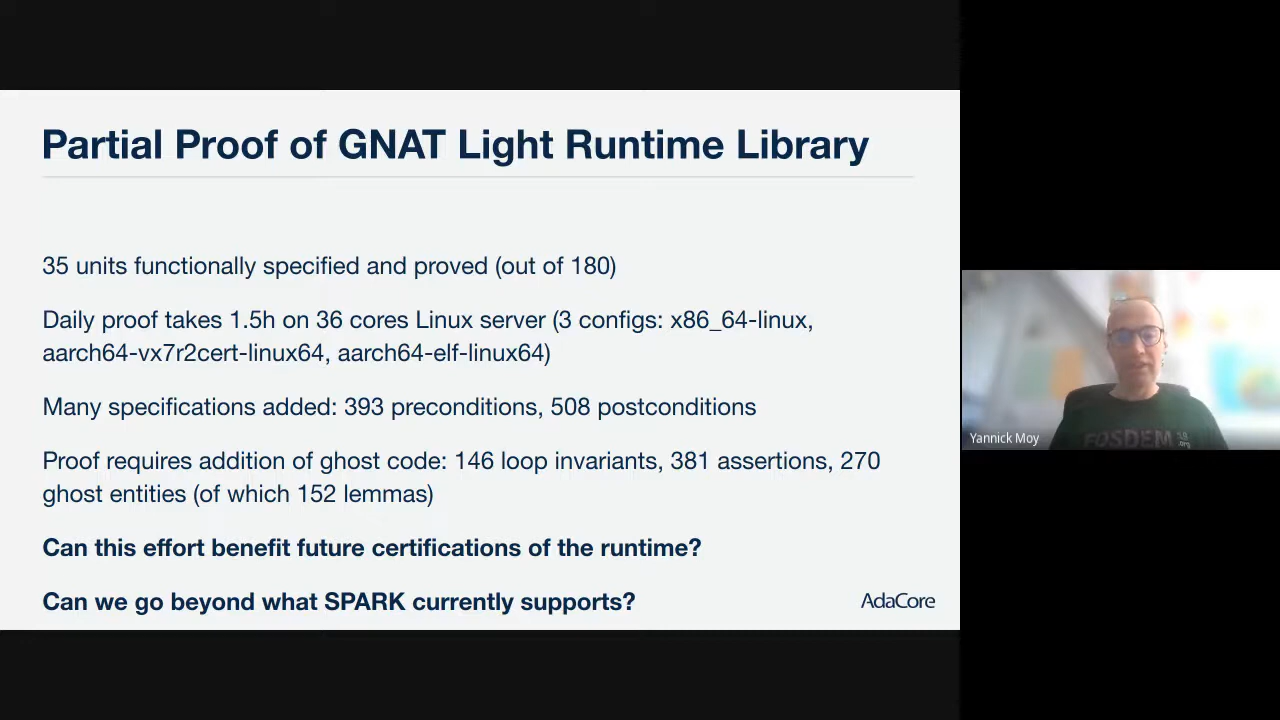 Partial Proof of GNAT Light Runtime Library
35 units functionally specified and proved (out of 180)
Daily proof takes 1.5h on 36 cores Linux server (3 configs: x86_64-linux,
aarch64-vx7r2cert-linux64, aarch64-elf-linux64)
Many specifications added: 393 preconditions, 508 postconditions
Proof requires addition of ghost code: 146 loop invariants, 381 assertions, 270
ghost entities (of which 152 lemmas)
Can this effort benefit future certifications of the runtime?
Can we go beyond what SPARK currently supports?
AdaCore
Yannick Moy
FOSDEM
.org